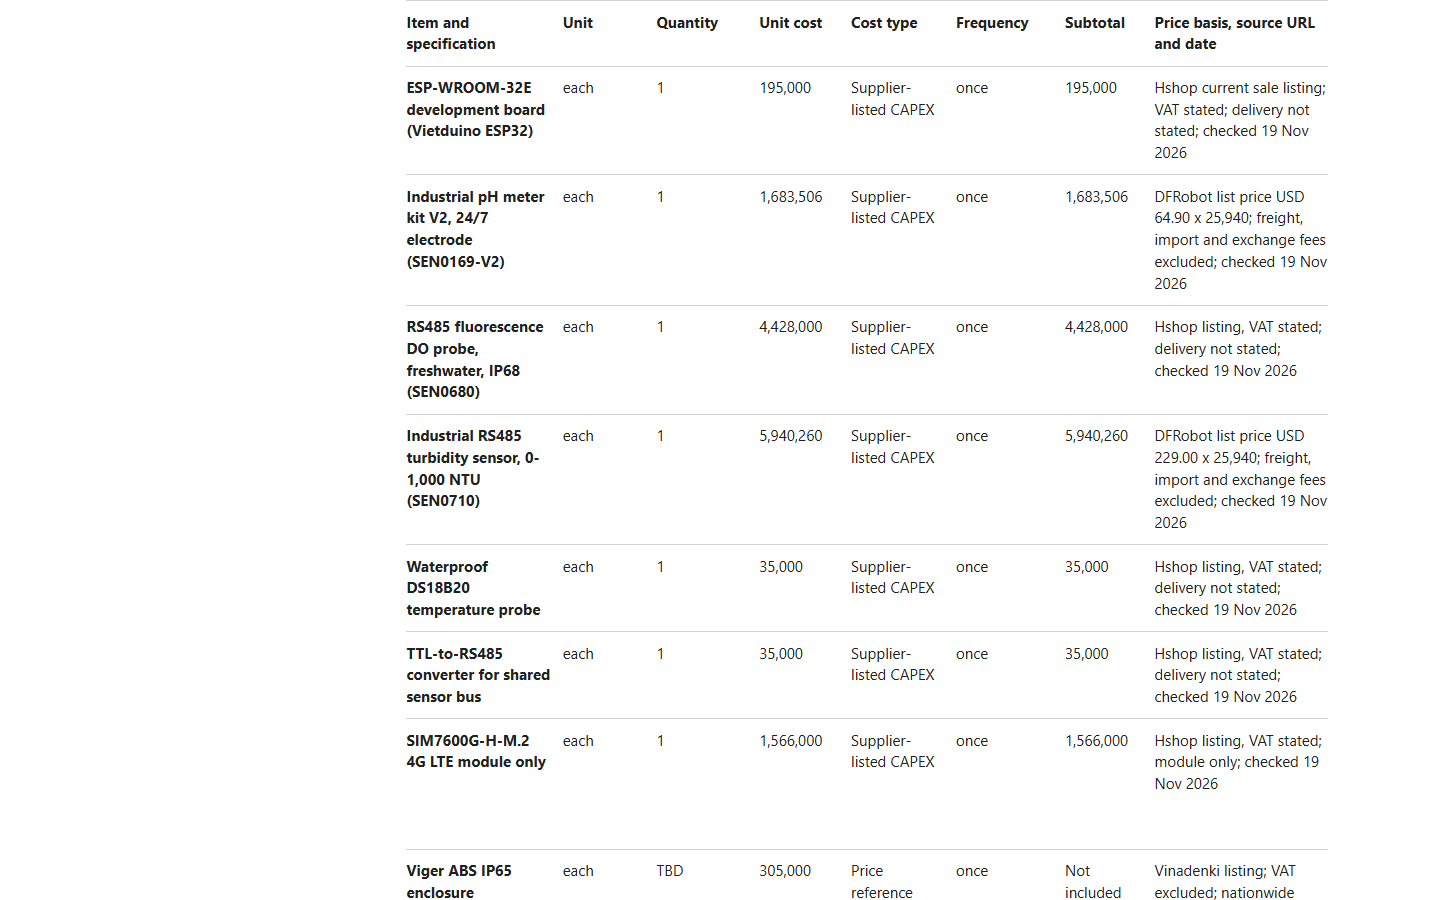 Item and specification Unit Quantity Unit cost Cost type Frequency Subtotal Price basis, source URL and date
ESP-WROOM-32E development board (Vietduino ESP32) each 1 195,000 Supplier-listed CAPEX once 195,000 Hshop current sale listing; VAT stated; delivery not stated; checked 19 Nov 2026
Industrial pH meter kit V2, 24/7 electrode (SEN0169-V2) each 1 1,683,506 Supplier-listed CAPEX once 1,683,506 DFRobot list price USD 64.90 x 25,940; freight, import and exchange fees excluded; checked 19 Nov 2026
RS485 fluorescence DO probe, freshwater, IP68 (SEN0680) each 1 4,428,000 Supplier-listed CAPEX once 4,428,000 Hshop listing, VAT stated; delivery not stated; checked 19 Nov 2026
Industrial RS485 turbidity sensor, 0-1,000 NTU (SEN0710) each 1 5,940,260 Supplier-listed CAPEX once 5,940,260 DFRobot list price USD 229.00 x 25,940; freight, import and exchange fees excluded; checked 19 Nov 2026
Waterproof DS18B20 temperature probe each 1 35,000 Supplier-listed CAPEX once 35,000 Hshop listing, VAT stated; delivery not stated; checked 19 Nov 2026
TTL-to-RS485 converter for shared sensor bus each 1 35,000 Supplier-listed CAPEX once 35,000 Hshop listing, VAT stated; delivery not stated; checked 19 Nov 2026
SIM7600G-H-M.2 4G LTE module only each 1 1,566,000 Supplier-listed CAPEX once 1,566,000 Hshop listing, VAT stated; module only; checked 19 Nov 2026
Viger ABS IP65 enclosure each TBD 305,000 Price reference once Not included Vinadenki listing; VAT excluded; nationwide